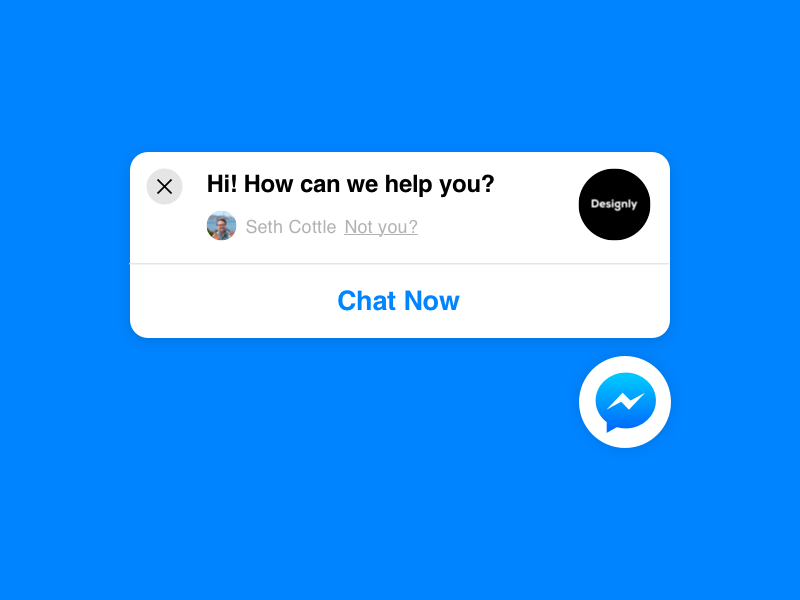 Hi! How can we help you?
Designly
Seth Cottle Not you?
Chat Now